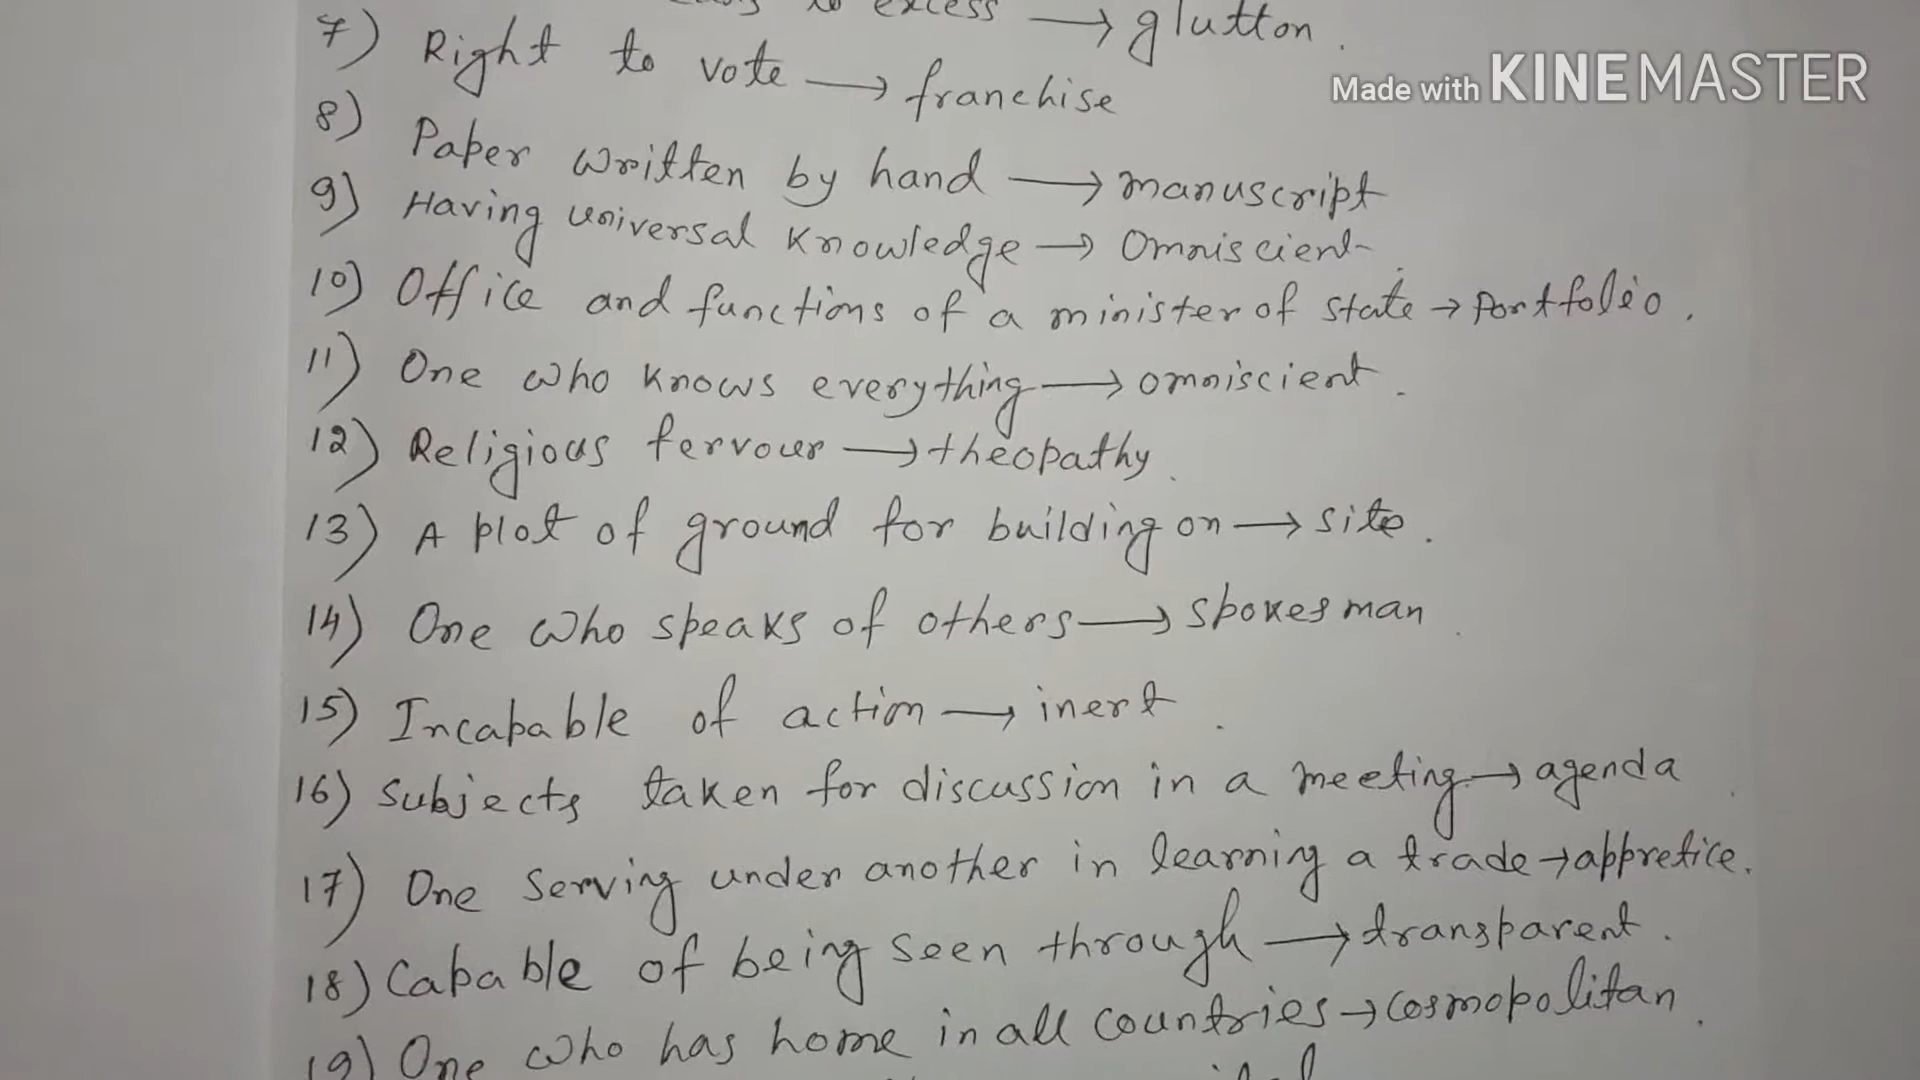 to excess → glutton.
7) Right to vote → franchise
8) Paper written by hand → manuscript
9) Having universal knowledge → Omniscient
10) Office and functions of a minister of state → Portfolio.
11) One who knows everything → omniscient.
12) Religious fervour → theopathy.
13) A plot of ground for building on → site.
14) One who speaks of others → spokesman.
15) Incapable of action → inert.
16) Subjects taken for discussion in a meeting → agenda.
17) One serving under another in learning a trade → appretice.
18) Capable of being seen through → transparent.
19) One who has home in all countries → cosmopolitan.
Made with KINEMASTER